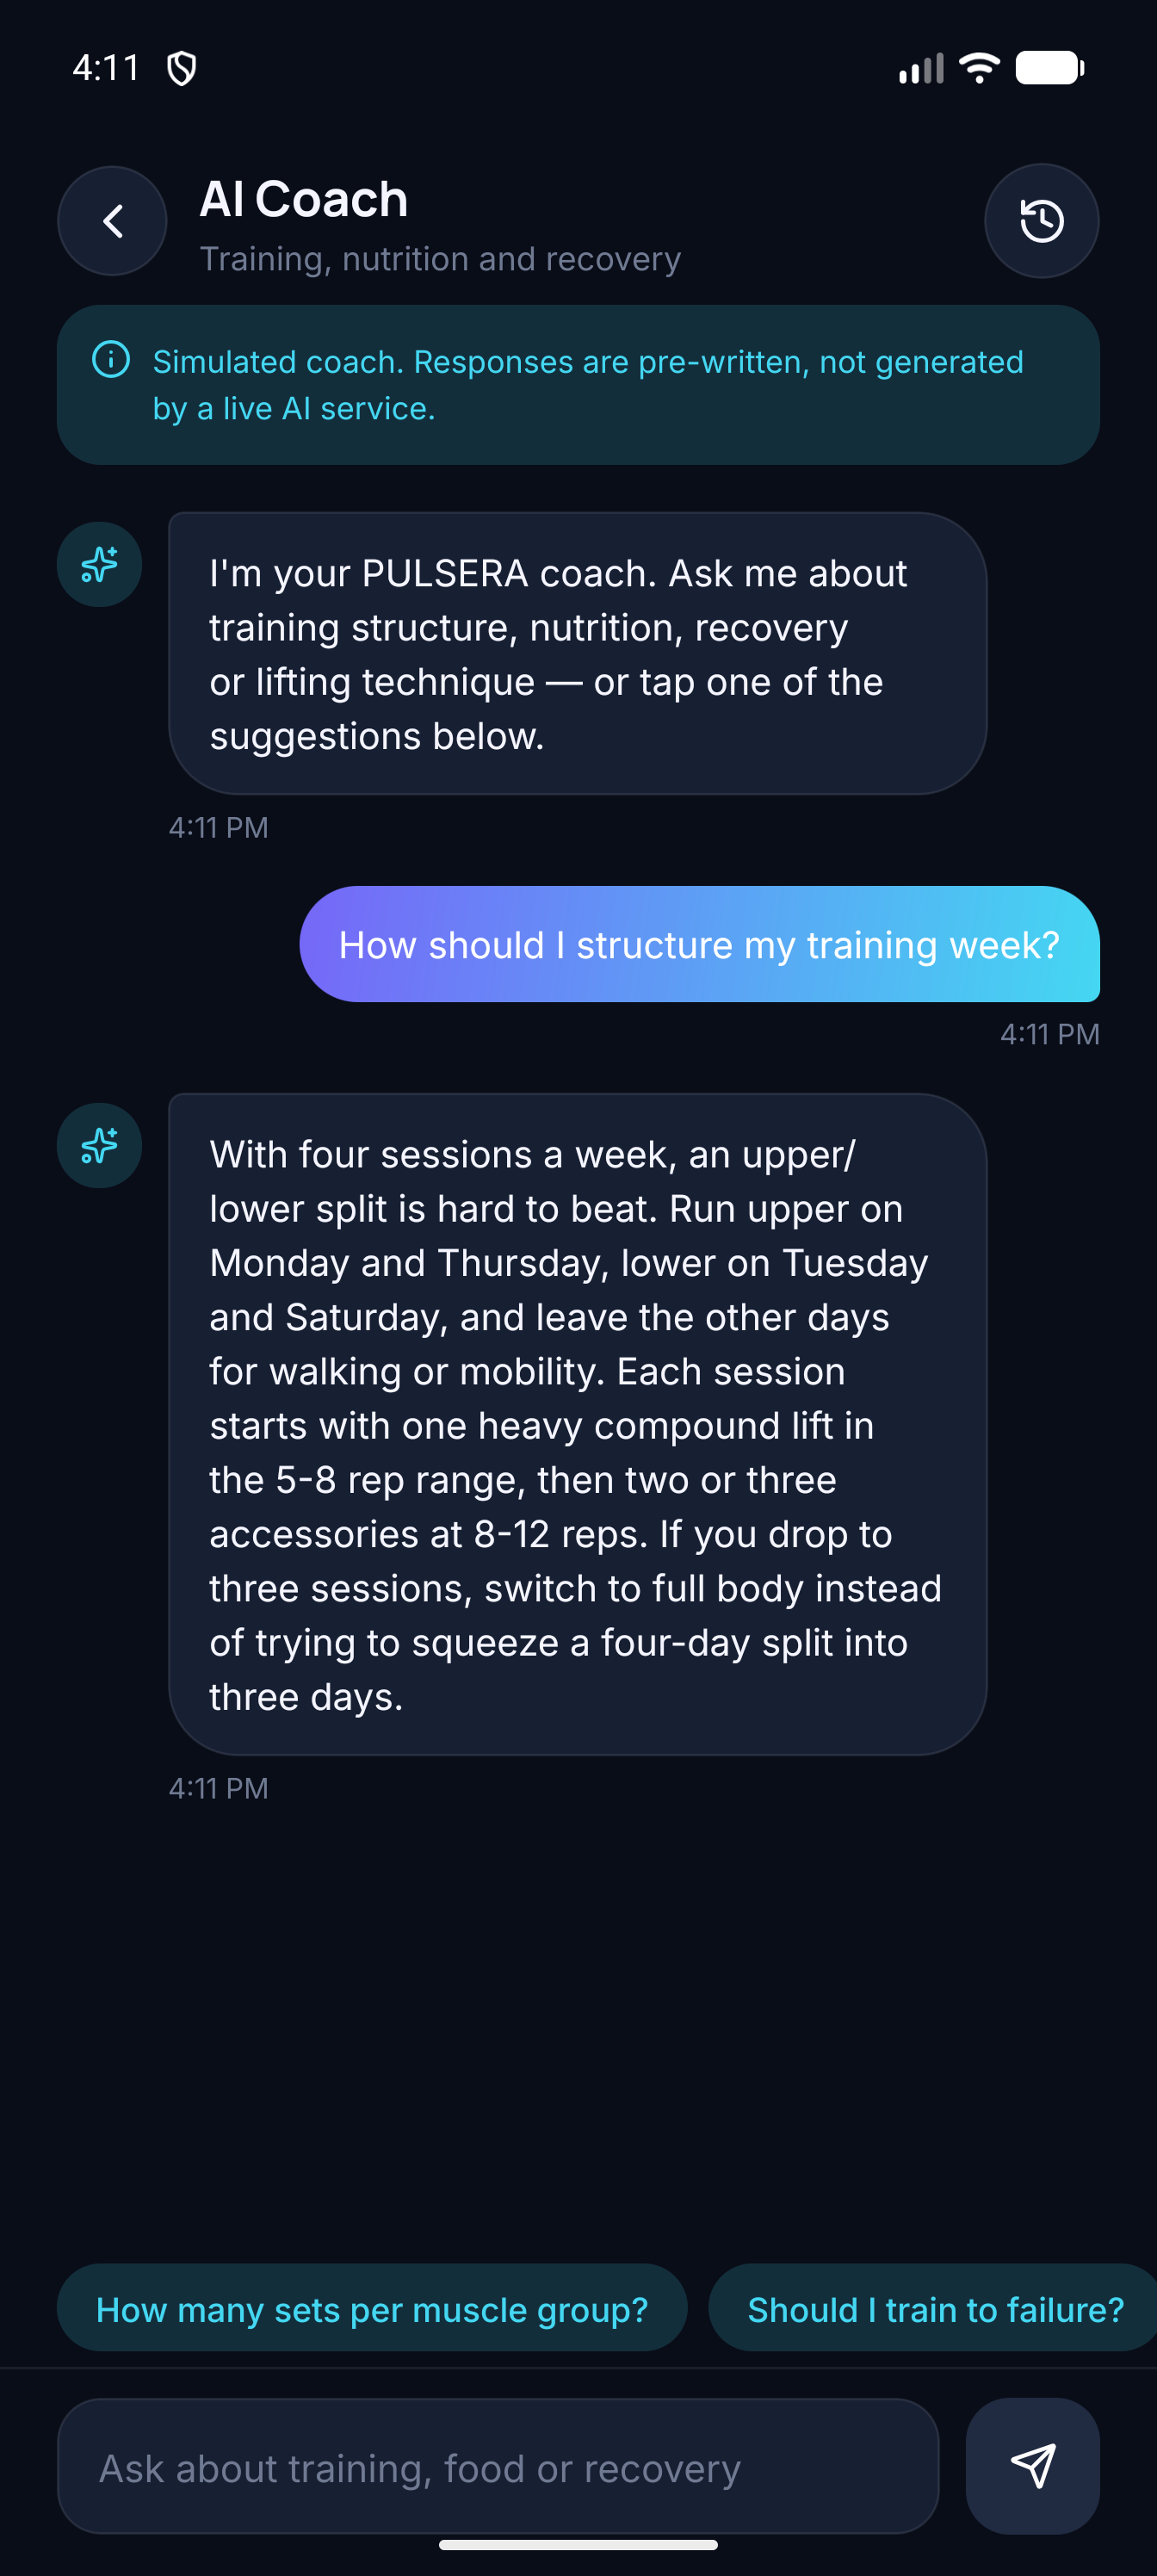 4:11
AI Coach
Training, nutrition and recovery
Simulated coach. Responses are pre-written, not generated
by a live AI service.
I'm your PULSERA coach. Ask me about
training structure, nutrition, recovery
or lifting technique — or tap one of the
suggestions below.
4:11 PM
How should I structure my training week?
4:11 PM
With four sessions a week, an upper/
lower split is hard to beat. Run upper on
Monday and Thursday, lower on Tuesday
and Saturday, and leave the other days
for walking or mobility. Each session
starts with one heavy compound lift in
the 5-8 rep range, then two or three
accessories at 8-12 reps. If you drop to
three sessions, switch to full body instead
of trying to squeeze a four-day split into
three days.
4:11 PM
How many sets per muscle group?
Should I train to failure?
Ask about training, food or recovery